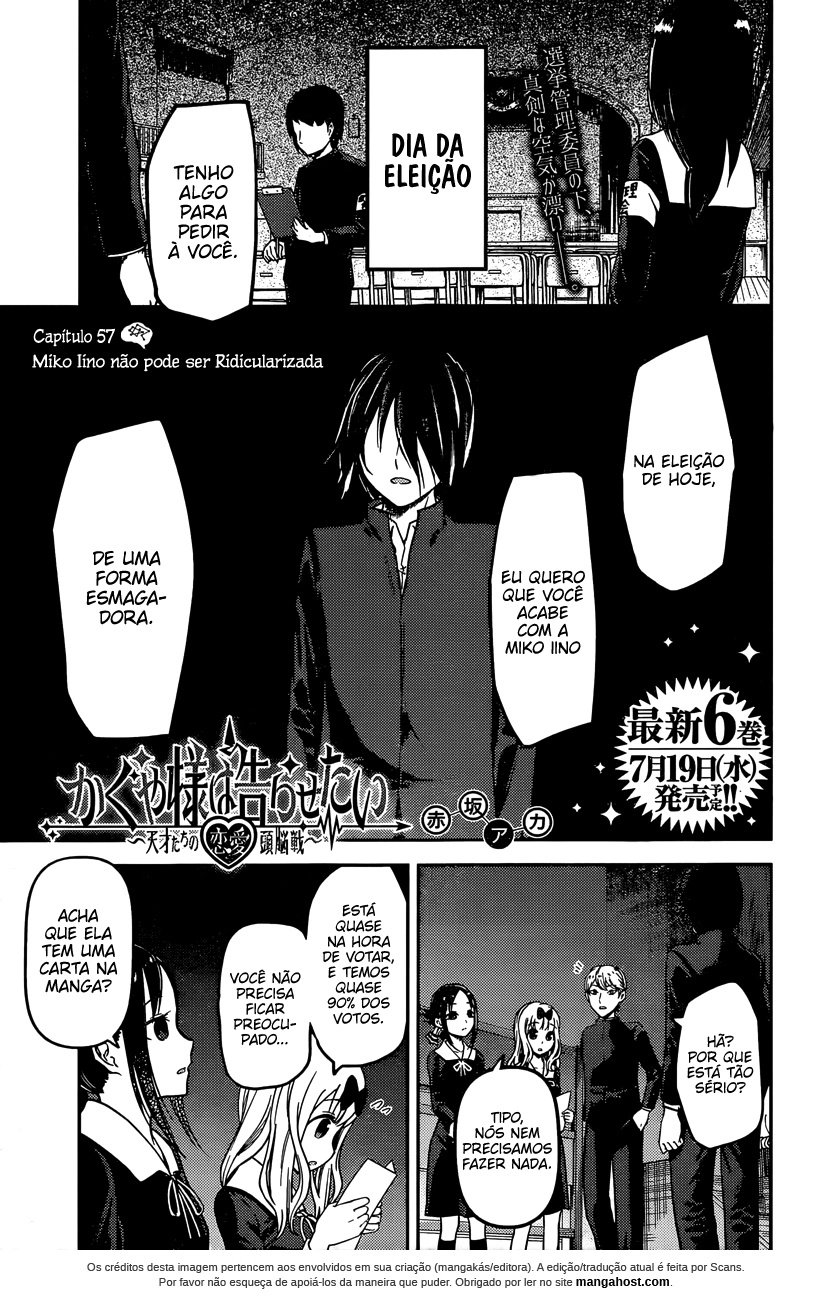 選挙管理委員の下、
真剣な空気が漂い――。
DIA DA
ELEIÇÃO
TENHO
ALGO
PARA
PEDIR
À VOCÊ.
Capítulo 57
Miko Iino não pode ser Ridicularizada
NA ELEIÇÃO
DE HOJE,
EU QUERO
QUE VOCÊ
ACABE
COM A
MIKO IINO
DE UMA
FORMA
ESMAGA-
DORA.
最新6巻
7月19日(水)
発売予定!!
かぐや様は告らせたい
～天才たちの恋愛頭脳戦～
赤坂アカ
HÃ?
POR QUE
ESTÁ TÃO
SÉRIO?
TIPO,
NÓS NEM
PRECISAMOS
FAZER NADA.
ESTÁ
QUASE
NA HORA
DE VOTAR,
E TEMOS
QUASE
90% DOS
VOTOS.
VOCÊ NÃO
PRECISA
FICAR
PREOCU-
PADO...
ACHA
QUE ELA
TEM UMA
CARTA NA
MANGA?
Os créditos desta imagem pertencem aos envolvidos em sua criação (mangakás/editora). A edição/tradução atual é feita por Scans.
Por favor não esqueça de apoiá-los da maneira que puder. Obrigado por ler no site mangahost.com.